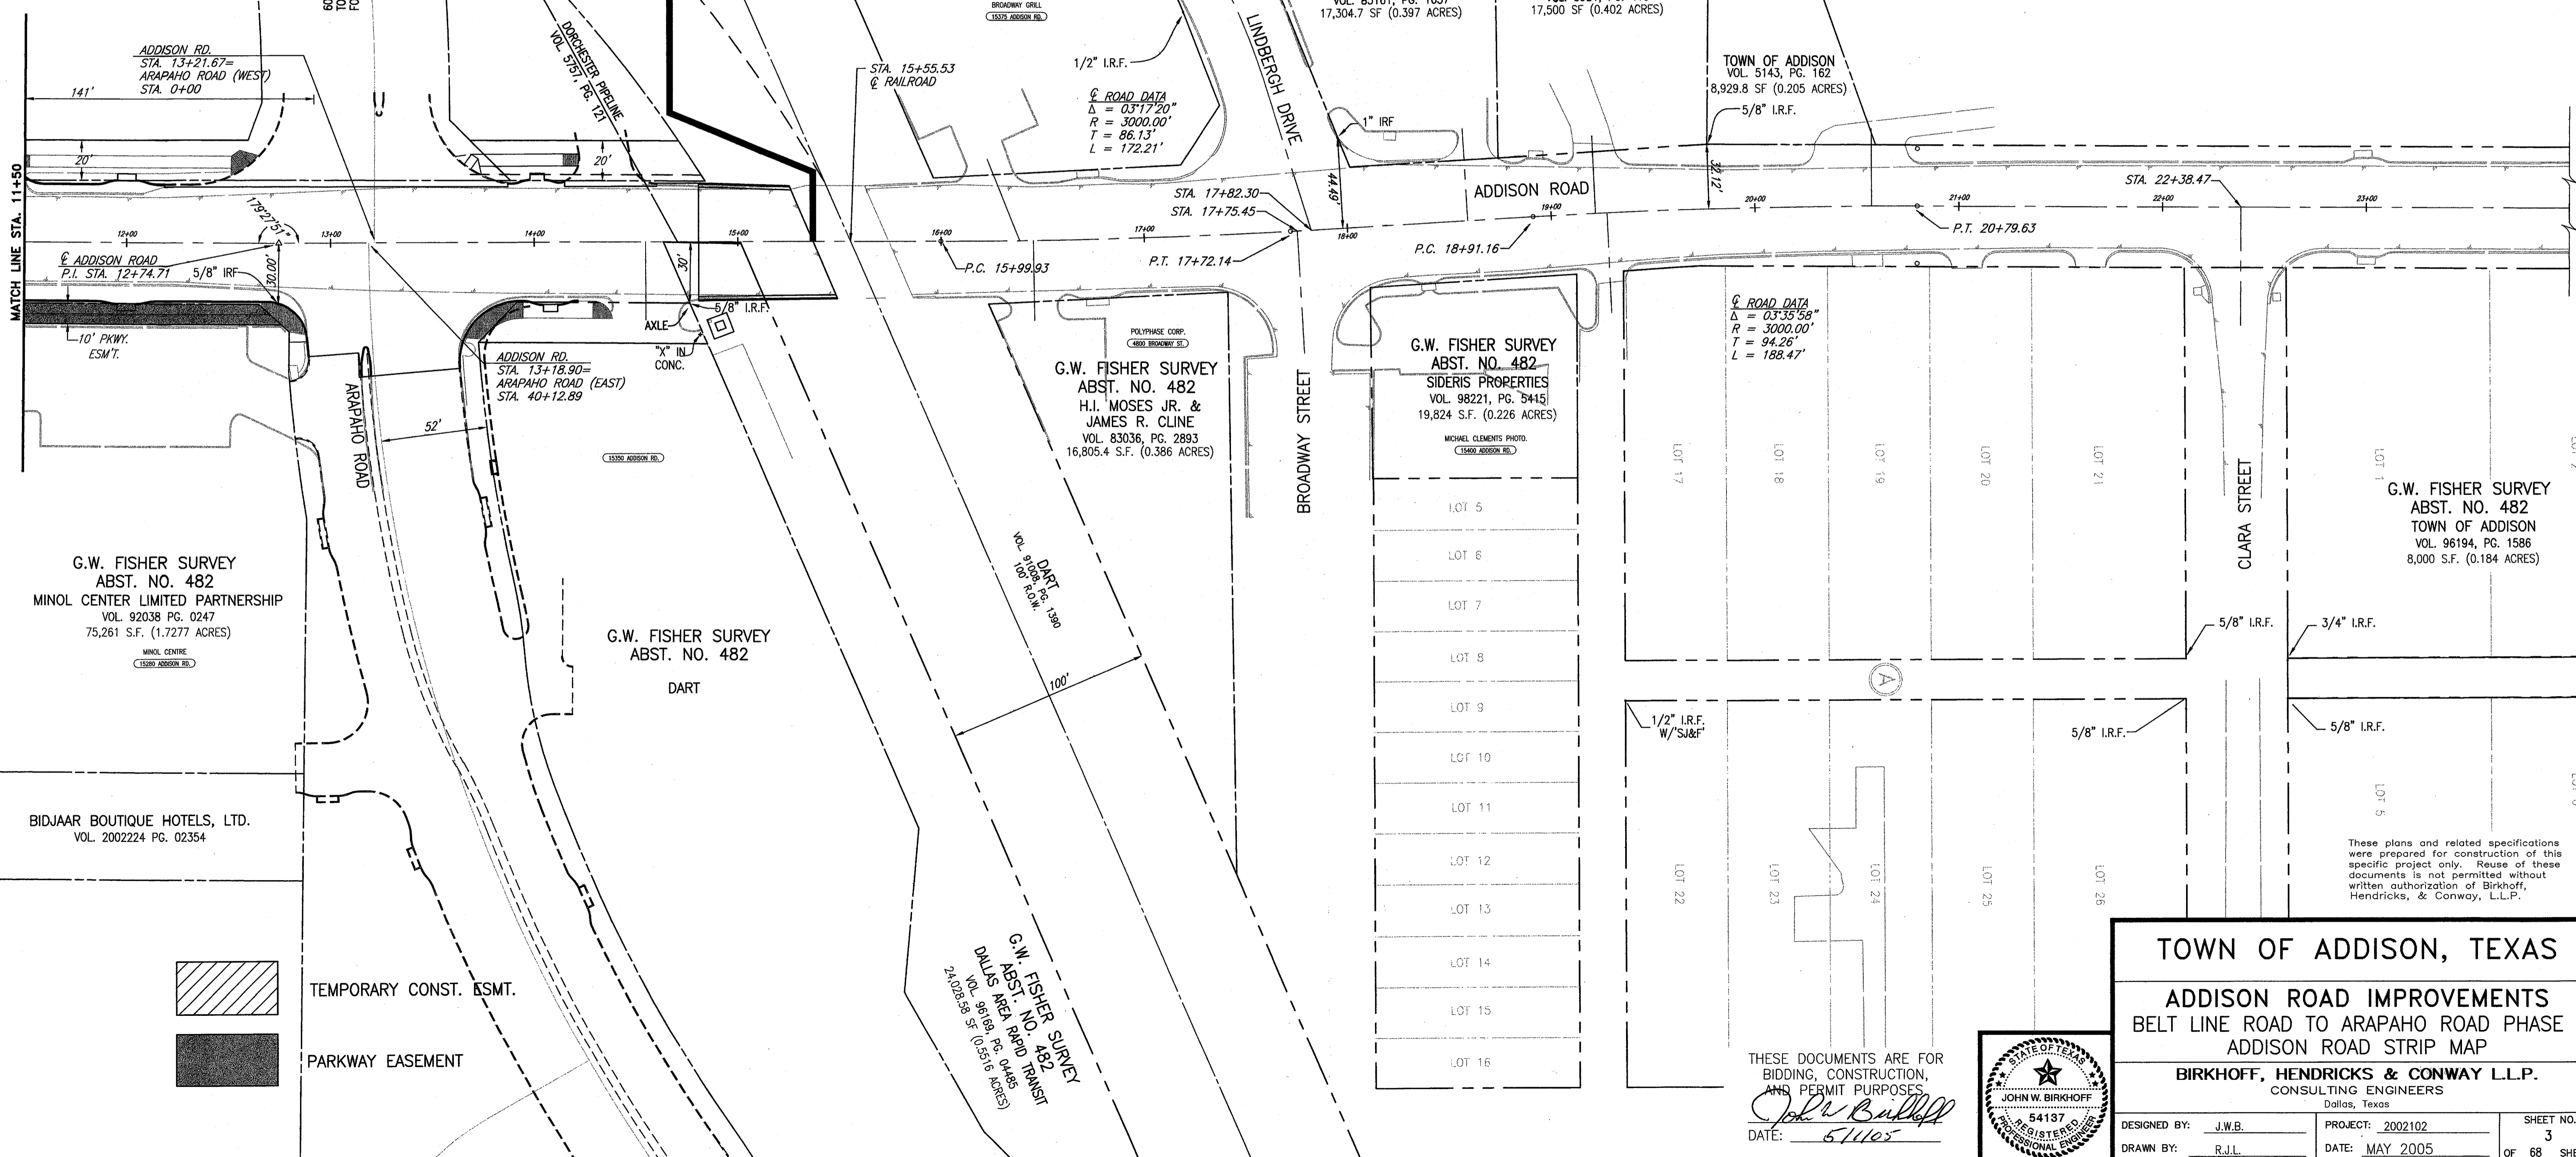 BROADWAY GRILL
15375 ADDISON RD.
17,304.7 SF (0.397 ACRES)
17,500 SF (0.402 ACRES)
ADDISON RD.
STA. 13+21.67=
ARAPAHO ROAD (WEST)
STA. 0+00
141'
DORCHESTER PIPELINE
VOL. 5757, PG. 121
STA. 15+55.53
℄ RAILROAD
1/2" I.R.F.
℄ ROAD DATA
Δ = 03°17'20"
R = 3000.00'
T = 86.13'
L = 172.21'
LINDBERGH DRIVE
1" IRF
TOWN OF ADDISON
VOL. 5143, PG. 162
8,929.8 SF (0.205 ACRES)
5/8" I.R.F.
MATCH LINE STA. 11+50
20'
20'
179°27'51"
44.49'
32.12'
STA. 17+82.30
STA. 17+75.45
ADDISON ROAD
STA. 22+38.47
12+00
13+00
14+00
15+00
16+00
17+00
18+00
19+00
20+00
21+00
22+00
23+00
℄ ADDISON ROAD
P.I. STA. 12+74.71
5/8" IRF
30.00'
30'
P.C. 15+99.93
P.T. 17+72.14
P.C. 18+91.16
P.T. 20+79.63
10' PKWY.
ESM'T.
AXLE
5/8" I.R.F.
"X" IN
CONC.
ADDISON RD.
STA. 13+18.90=
ARAPAHO ROAD (EAST)
STA. 40+12.89
ARAPAHO ROAD
52'
15350 ADDISON RD.
POLYPHASE CORP.
4800 BROADWAY ST.
G.W. FISHER SURVEY
ABST. NO. 482
H.I. MOSES JR. &
JAMES R. CLINE
VOL. 83036, PG. 2893
16,805.4 S.F. (0.386 ACRES)
BROADWAY STREET
G.W. FISHER SURVEY
ABST. NO. 482
SIDERIS PROPERTIES
VOL. 98221, PG. 5415
19,824 S.F. (0.226 ACRES)
MICHAEL CLEMENTS PHOTO.
15400 ADDISON RD.
℄ ROAD DATA
Δ = 03°35'58"
R = 3000.00'
T = 94.26'
L = 188.47'
LOT 17
LOT 18
LOT 19
LOT 20
LOT 21
CLARA STREET
LOT 1
G.W. FISHER SURVEY
ABST. NO. 482
TOWN OF ADDISON
VOL. 96194, PG. 1586
8,000 S.F. (0.184 ACRES)
G.W. FISHER SURVEY
ABST. NO. 482
MINOL CENTER LIMITED PARTNERSHIP
VOL. 92038 PG. 0247
75,261 S.F. (1.7277 ACRES)
MINOL CENTRE
15280 ADDISON RD.
G.W. FISHER SURVEY
ABST. NO. 482
DART
DART
VOL. 91008, PG. 1390
100' R.O.W.
100'
LOT 5
LOT 6
LOT 7
LOT 8
LOT 9
LOT 10
LOT 11
LOT 12
LOT 13
LOT 14
LOT 15
LOT 16
5/8" I.R.F.
3/4" I.R.F.
A
1/2" I.R.F.
W/'SJ&F'
5/8" I.R.F.
5/8" I.R.F.
LOT 22
LOT 23
LOT 24
LOT 25
LOT 26
LOT 5
BIDJAAR BOUTIQUE HOTELS, LTD.
VOL. 2002224 PG. 02354
G.W. FISHER SURVEY
ABST. NO. 482
DALLAS AREA RAPID TRANSIT
VOL. 96169, PG. 04485
24,028.58 SF (0.5516 ACRES)
TEMPORARY CONST. ESMT.
PARKWAY EASEMENT
These plans and related specifications
were prepared for construction of this
specific project only. Reuse of these
documents is not permitted without
written authorization of Birkhoff,
Hendricks, & Conway, L.L.P.
THESE DOCUMENTS ARE FOR
BIDDING, CONSTRUCTION,
AND PERMIT PURPOSES
John W Birkhoff
DATE: 5/1/05
STATE OF TEXAS
JOHN W. BIRKHOFF
54137
REGISTERED
PROFESSIONAL ENGINEER
TOWN OF ADDISON, TEXAS
ADDISON ROAD IMPROVEMENTS
BELT LINE ROAD TO ARAPAHO ROAD PHASE
ADDISON ROAD STRIP MAP
BIRKHOFF, HENDRICKS & CONWAY L.L.P.
CONSULTING ENGINEERS
Dallas, Texas
DESIGNED BY: J.W.B.
PROJECT: 2002102
SHEET NO.
3
DRAWN BY: R.J.L.
DATE: MAY 2005
OF 68